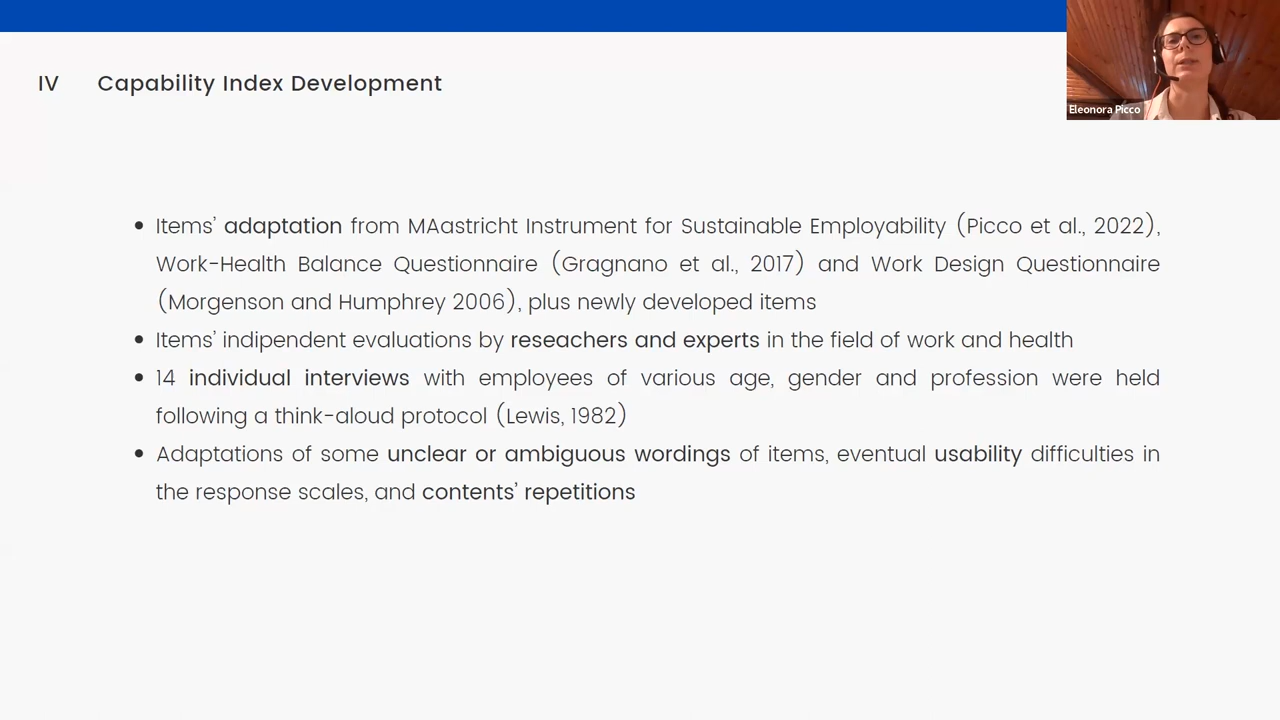 IV Capability Index Development
Eleonora Picco
• Items’ adaptation from MAastricht Instrument for Sustainable Employability (Picco et al., 2022),
Work-Health Balance Questionnaire (Gragnano et al., 2017) and Work Design Questionnaire
(Morgenson and Humphrey 2006), plus newly developed items
• Items’ indipendent evaluations by reseachers and experts in the field of work and health
• 14 individual interviews with employees of various age, gender and profession were held
following a think-aloud protocol (Lewis, 1982)
• Adaptations of some unclear or ambiguous wordings of items, eventual usability difficulties in
the response scales, and contents’ repetitions